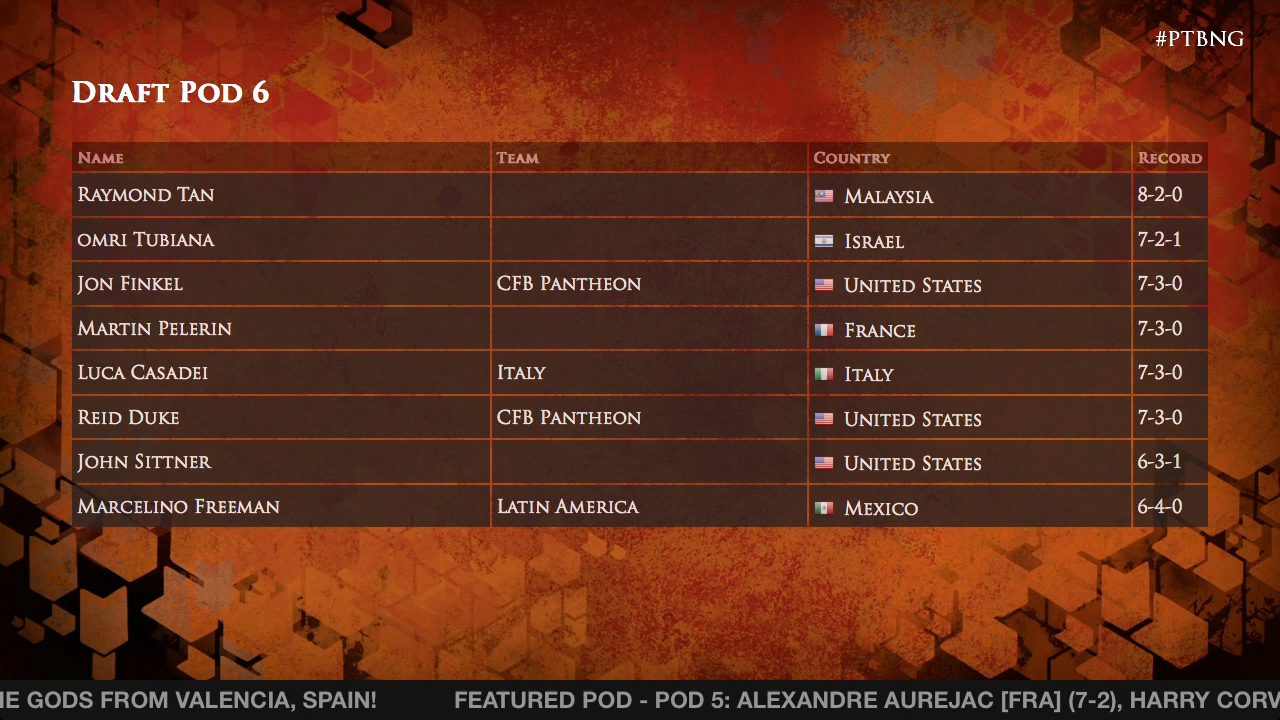 #PTBNG
Draft Pod 6
Name Team Country Record
Raymond Tan Malaysia 8-2-0
omri Tubiana Israel 7-2-1
Jon Finkel CFB Pantheon United States 7-3-0
Martin Pelerin France 7-3-0
Luca Casadei Italy Italy 7-3-0
Reid Duke CFB Pantheon United States 7-3-0
John Sittner United States 6-3-1
Marcelino Freeman Latin America Mexico 6-4-0
GODS FROM VALENCIA, SPAIN! FEATURED POD - POD 5: ALEXANDRE AUREJAC [FRA] (7-2), HARRY